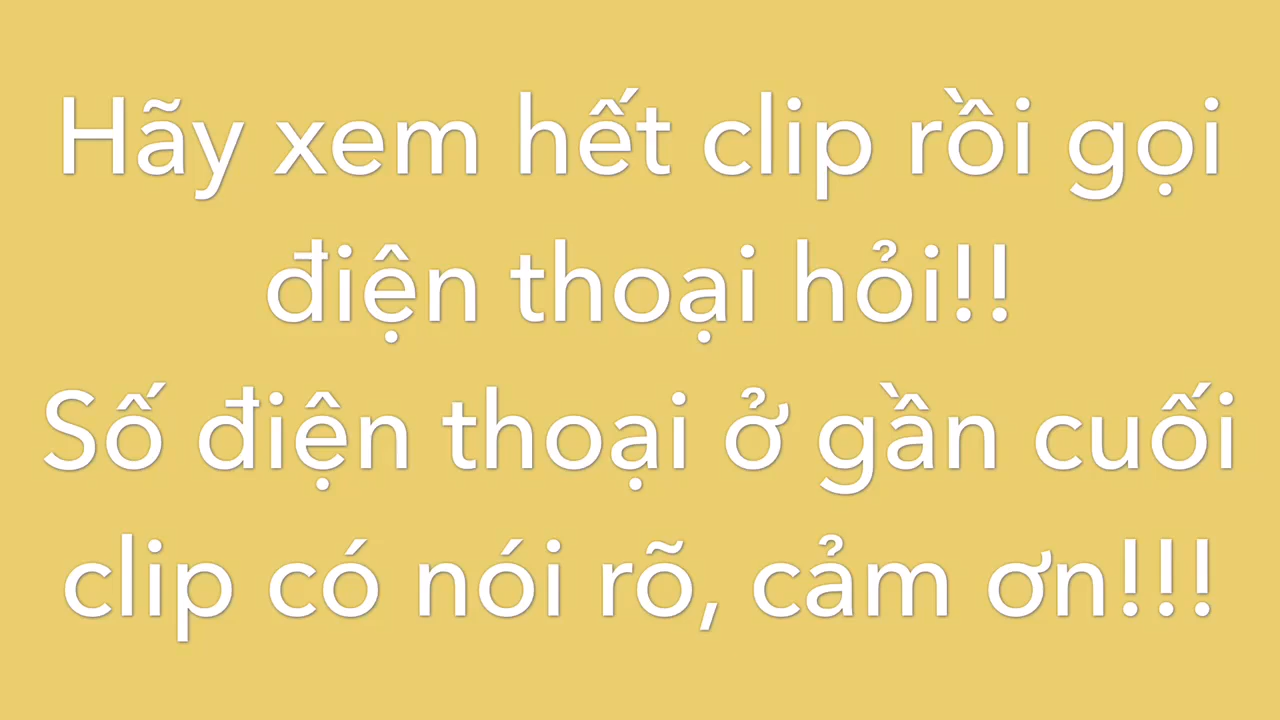 Hãy xem hết clip rồi gọi
điện thoại hỏi!!
Số điện thoại ở gần cuối
clip có nói rõ, cảm ơn!!!